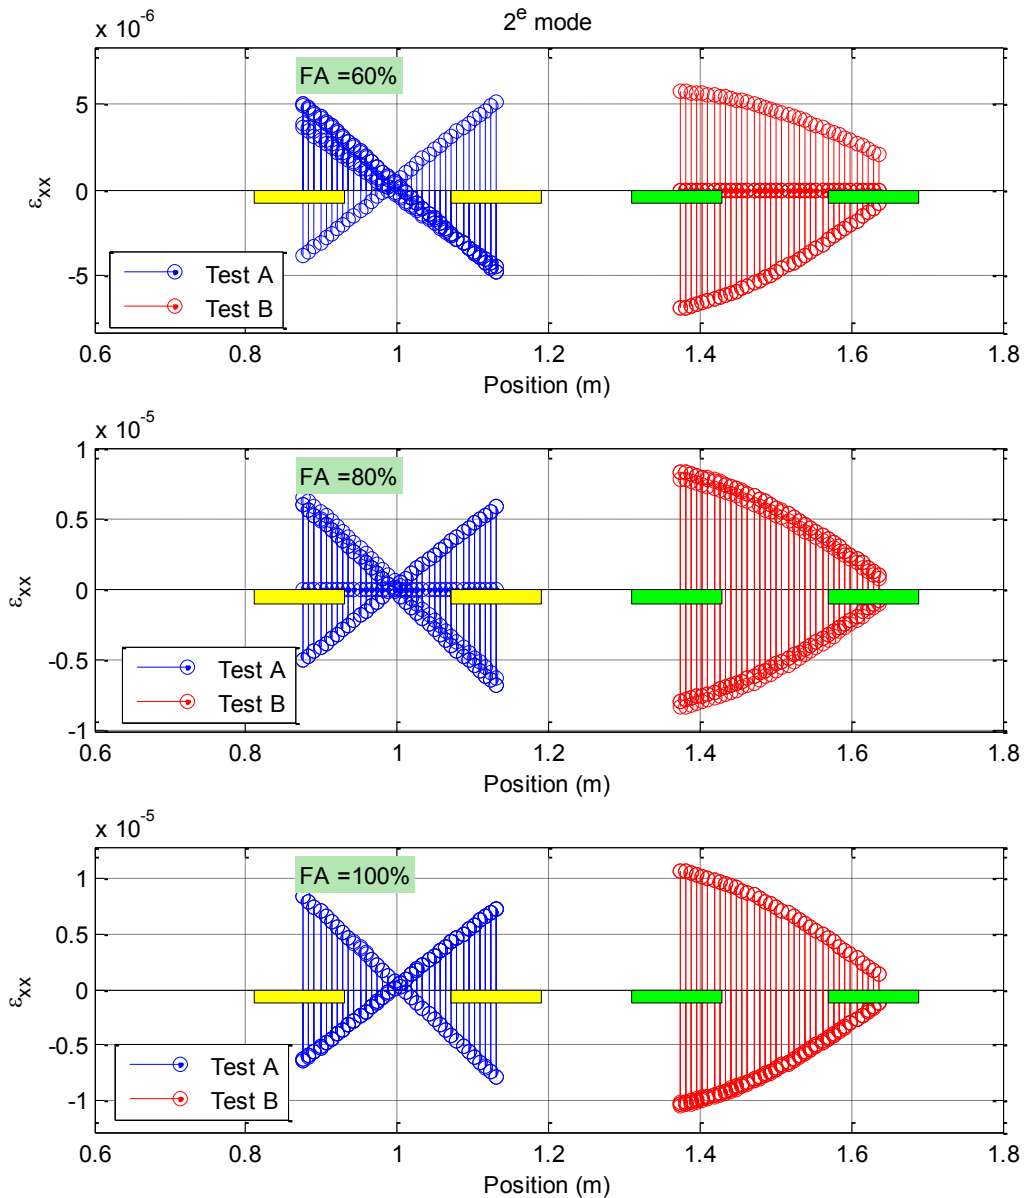 x 10-6
2e mode
FA =60%
5
0
-5
εxx
Test A
Test B
0.6 0.8 1 1.2 1.4 1.6 1.8
Position (m)
x 10-5
FA =80%
1
0.5
0
-0.5
-1
εxx
Test A
Test B
0.6 0.8 1 1.2 1.4 1.6 1.8
Position (m)
x 10-5
FA =100%
1
0.5
0
-0.5
-1
εxx
Test A
Test B
0.6 0.8 1 1.2 1.4 1.6 1.8
Position (m)